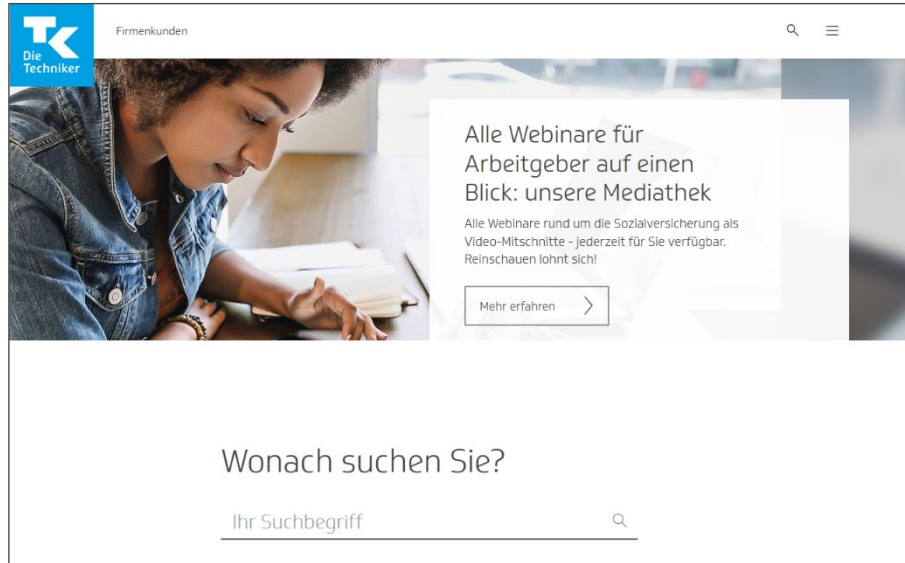 TK
Die
Techniker
Firmenkunden
Alle Webinare für
Arbeitgeber auf einen
Blick: unsere Mediathek
Alle Webinare rund um die Sozialversicherung als
Video-Mitschnitte - jederzeit für Sie verfügbar.
Reinschauen lohnt sich!
Mehr erfahren
Wonach suchen Sie?
Ihr Suchbegriff